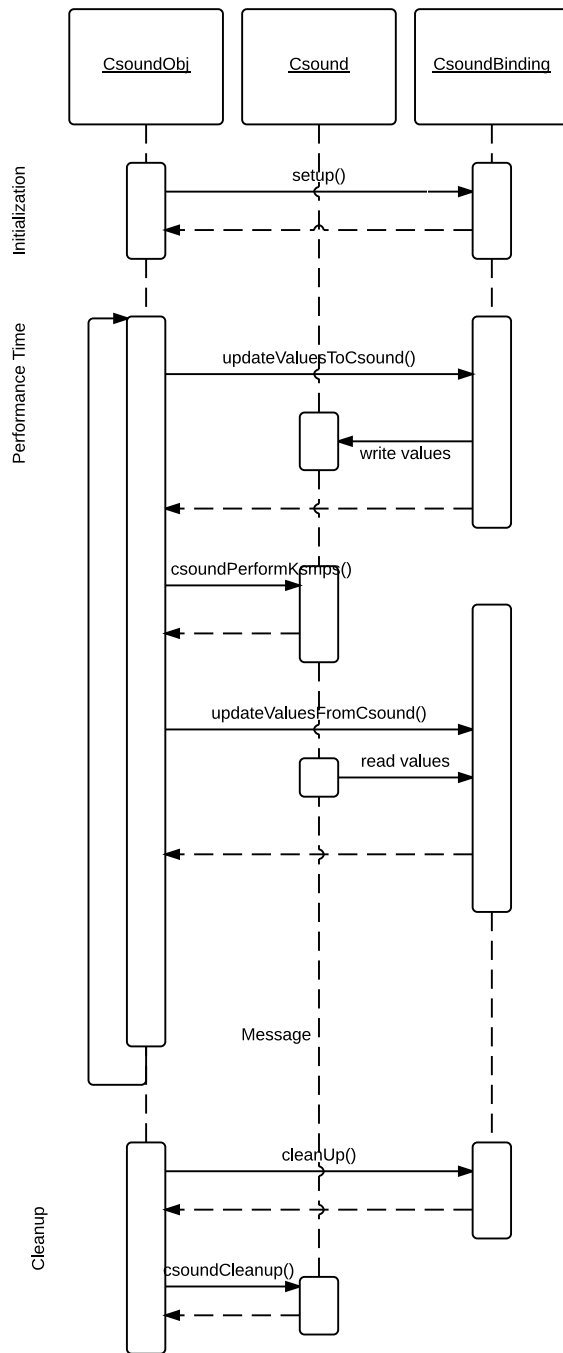 CsoundObj
Csound
CsoundBinding
Initialization
setup()
Performance Time
updateValuesToCsound()
write values
csoundPerformKsmps()
updateValuesFromCsound()
read values
Message
cleanUp()
Cleanup
csoundCleanup()